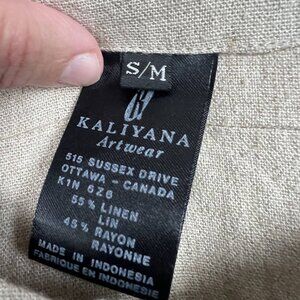 S/M
KALIYANA
Artwear
515 SUSSEX DRIVE
OTTAWA - CANADA
K1N 6Z6
55% LINEN
LIN
45% RAYON
RAYONNE
MADE IN INDONESIA
FABRIQUE EN INDONESIE